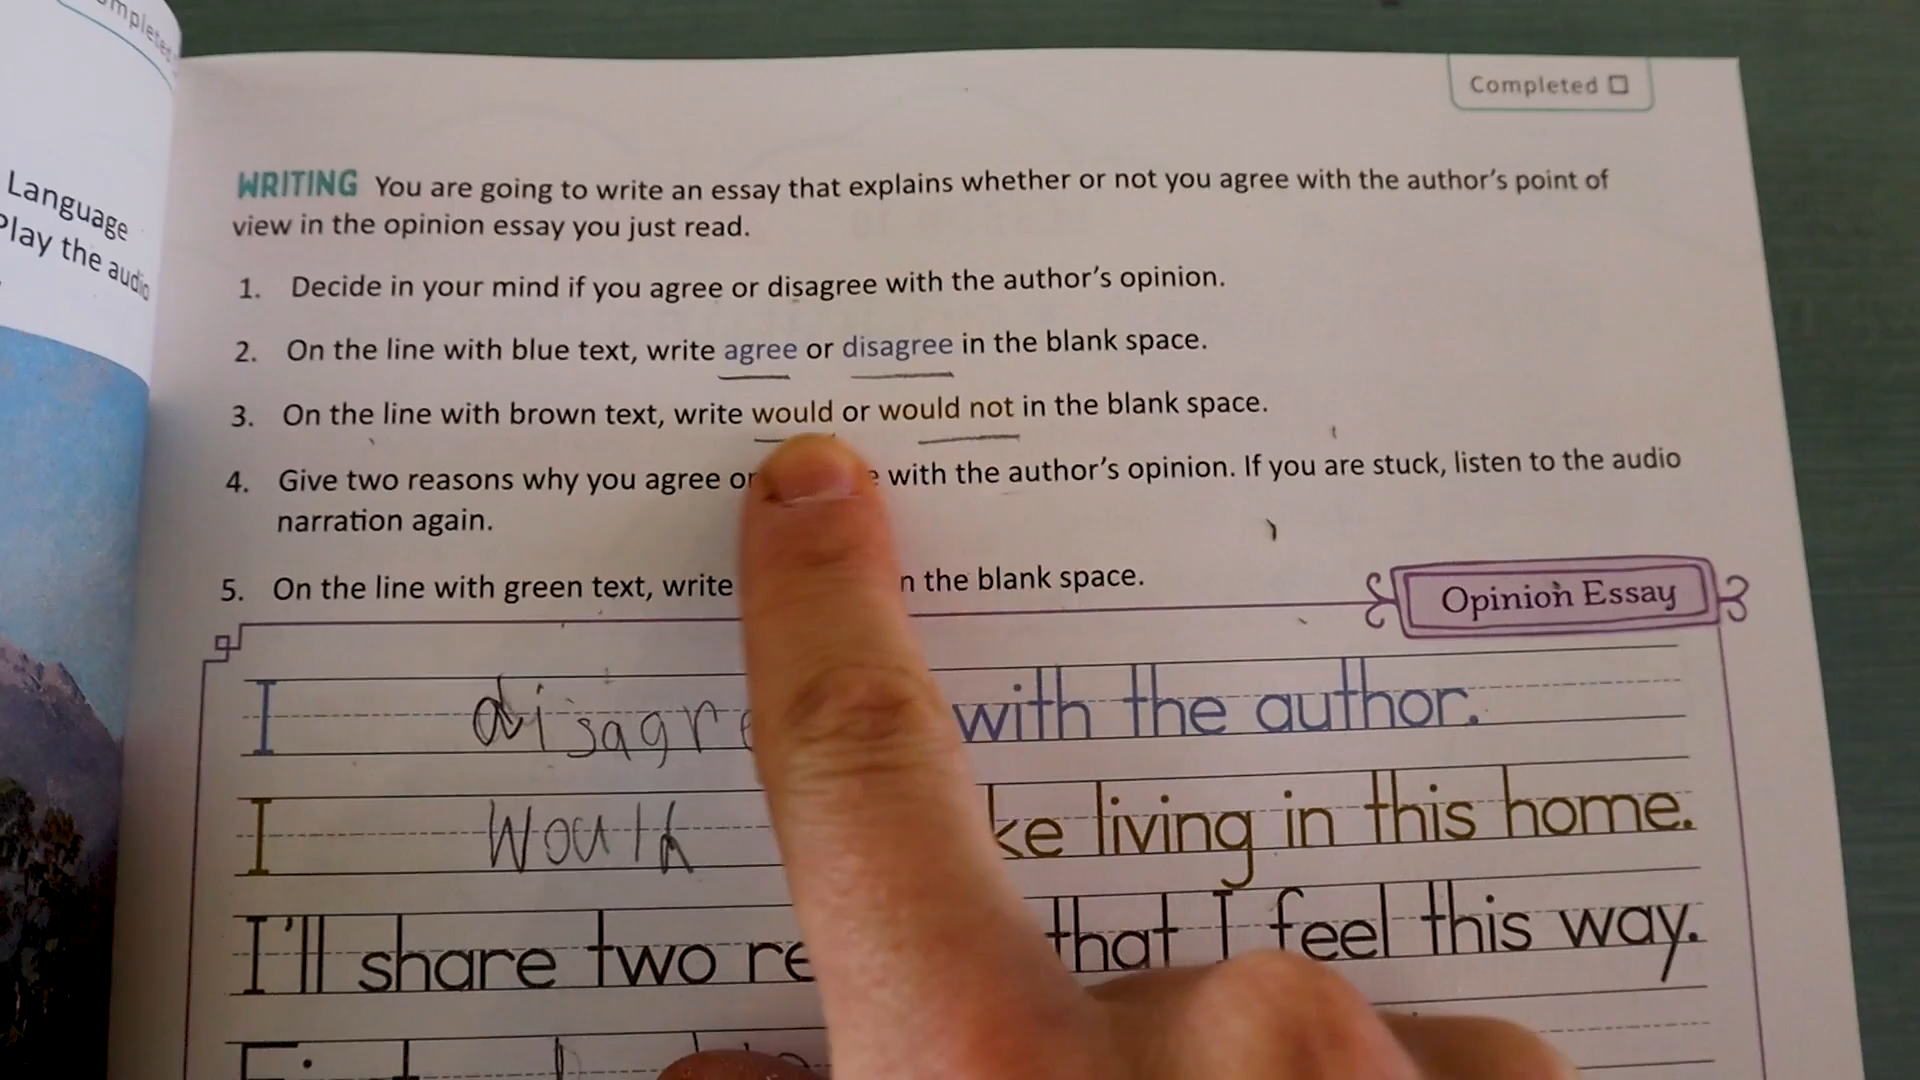 Completed
Language
Play the audio
Completed
WRITING You are going to write an essay that explains whether or not you agree with the author's point of
view in the opinion essay you just read.
1. Decide in your mind if you agree or disagree with the author's opinion.
2. On the line with blue text, write agree or disagree in the blank space.
3. On the line with brown text, write would or would not in the blank space.
4. Give two reasons why you agree or with the author's opinion. If you are stuck, listen to the audio
narration again.
5. On the line with green text, write the blank space.
Opinion Essay
I disagre with the author.
I Would ke living in this home.
I'll share two re that I feel this way.